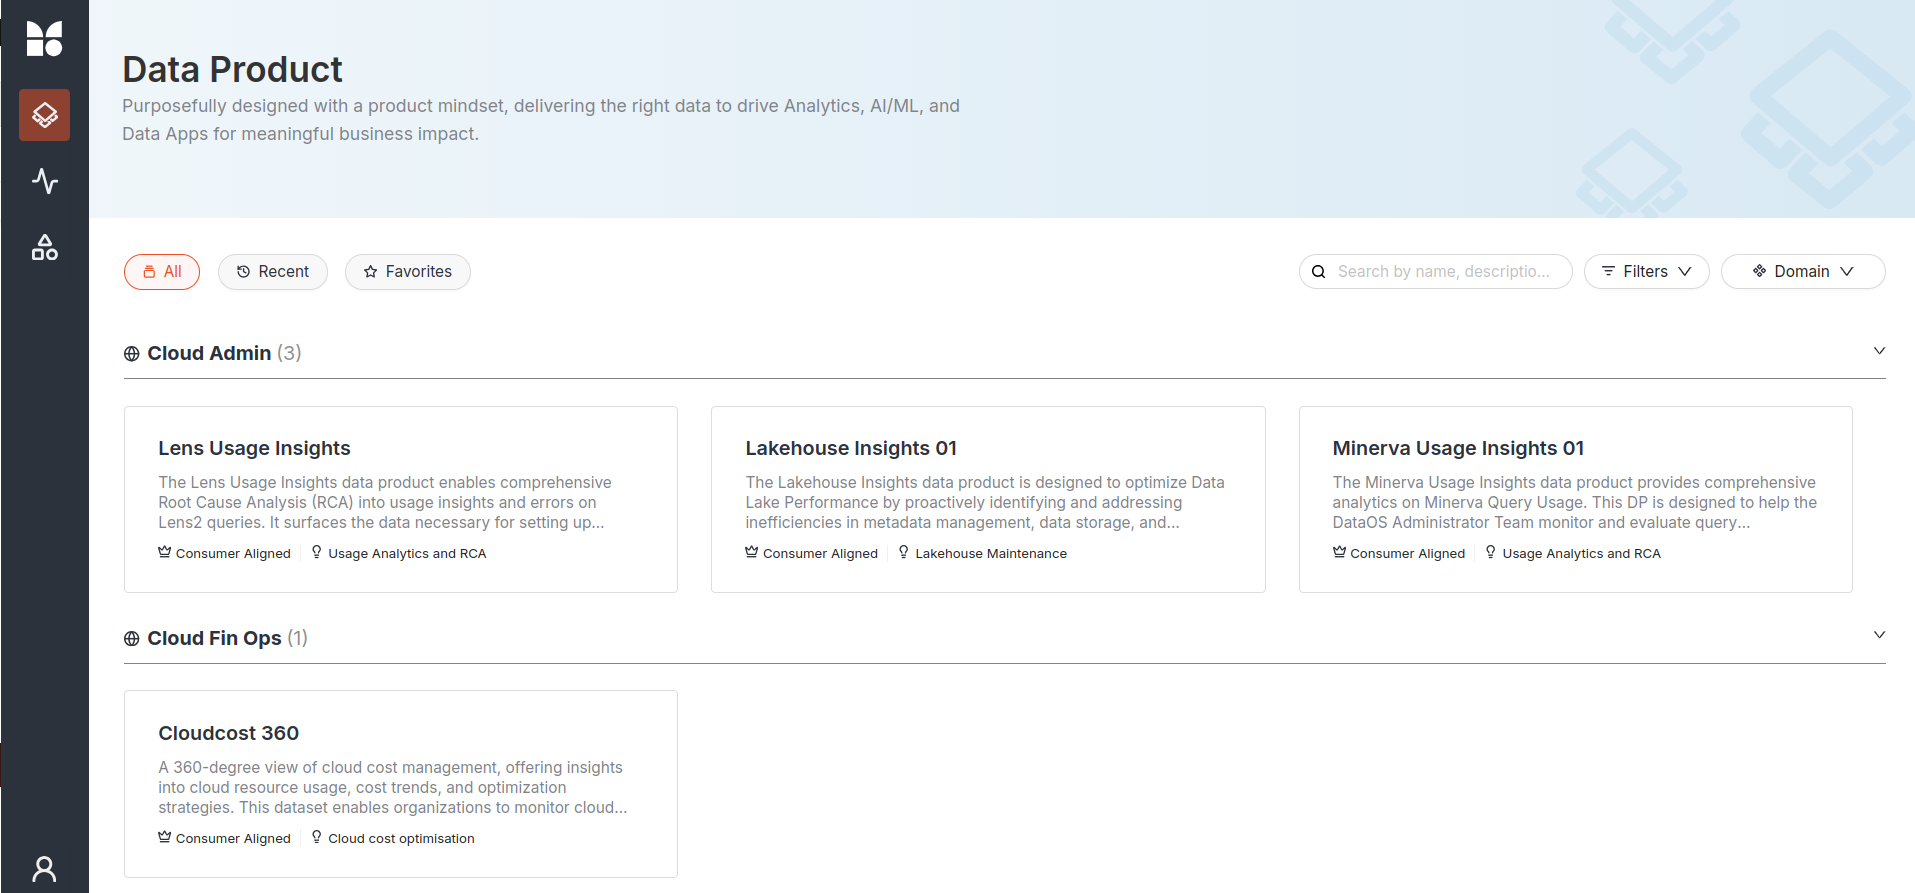 Data Product
Purposefully designed with a product mindset, delivering the right data to drive Analytics, AI/ML, and
Data Apps for meaningful business impact.
All
Recent
Favorites
Search by name, descriptio...
Filters
Domain
Cloud Admin (3)
Lens Usage Insights
The Lens Usage Insights data product enables comprehensive
Root Cause Analysis (RCA) into usage insights and errors on
Lens2 queries. It surfaces the data necessary for setting up...
Consumer Aligned
Usage Analytics and RCA
Lakehouse Insights 01
The Lakehouse Insights data product is designed to optimize Data
Lake Performance by proactively identifying and addressing
inefficiencies in metadata management, data storage, and...
Consumer Aligned
Lakehouse Maintenance
Minerva Usage Insights 01
The Minerva Usage Insights data product provides comprehensive
analytics on Minerva Query Usage. This DP is designed to help the
DataOS Administrator Team monitor and evaluate query...
Consumer Aligned
Usage Analytics and RCA
Cloud Fin Ops (1)
Cloudcost 360
A 360-degree view of cloud cost management, offering insights
into cloud resource usage, cost trends, and optimization
strategies. This dataset enables organizations to monitor cloud...
Consumer Aligned
Cloud cost optimisation